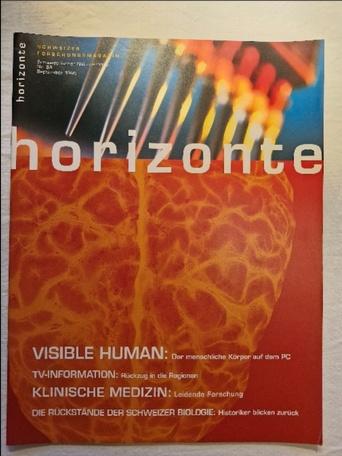 horizonte
SCHWEIZER
FORSCHUNGSMAGAZIN
September
horizonte
VISIBLE HUMAN: Der menschliche Körper auf dem PC
TV-INFORMATION: Rückzug in die Regionen
KLINISCHE MEDIZIN: Leidende Forschung
DIE RÜCKSTÄNDE DER SCHWEIZER BIOLOGIE: Historiker blicken zurück